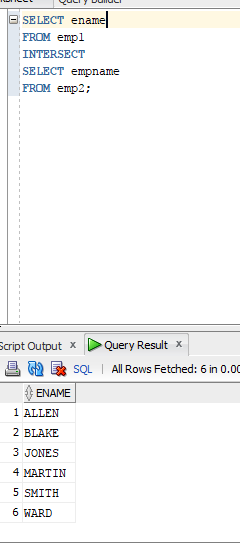 Query Builder
SELECT ename
FROM emp1
INTERSECT
SELECT empname
FROM emp2;
Script Output x Query Result x
SQL | All Rows Fetched: 6 in 0.00
ENAME
1 ALLEN
2 BLAKE
3 JONES
4 MARTIN
5 SMITH
6 WARD